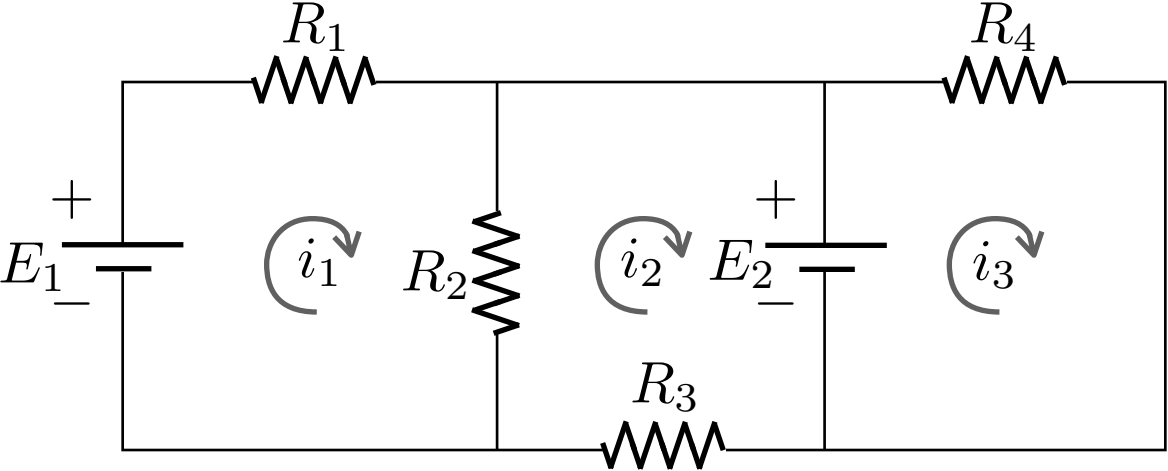 R₁
R₄
+
+
E₁
i₁
R₂
i₂
E₂
i₃
−
−
R₃